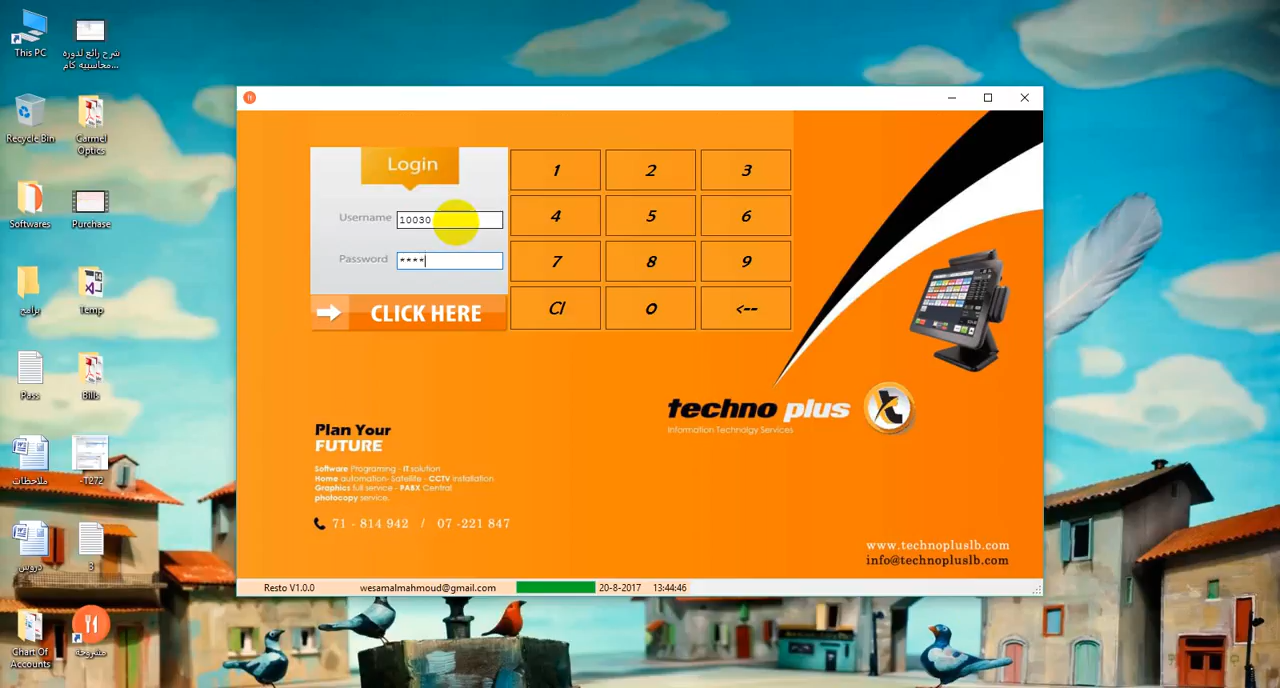 This PC
شرح رائع لدوره
محاسبيه كام...
Recycle Bin
Carmel
Optics
Softwares
Purchase
برامج
Temp
Pass
Bills
ملاحظات
-T272
دروس
3
Chart Of
Accounts
مشروحة
Login
Username
10030
Password
****
CLICK HERE
1 2 3
4 5 6
7 8 9
Cl 0 <--
techno plus
Information Technolgy Services
Plan Your
FUTURE
Software Programing - IT solution
Home automation- Satellite - CCTV installation
Graphics full service - PABX Central
photocopy service.
71 - 814 942 / 07 -221 847
www.technopluslb.com
info@technopluslb.com
Resto V1.0.0 wesamalmahmoud@gmail.com 20-8-2017 13:44:46